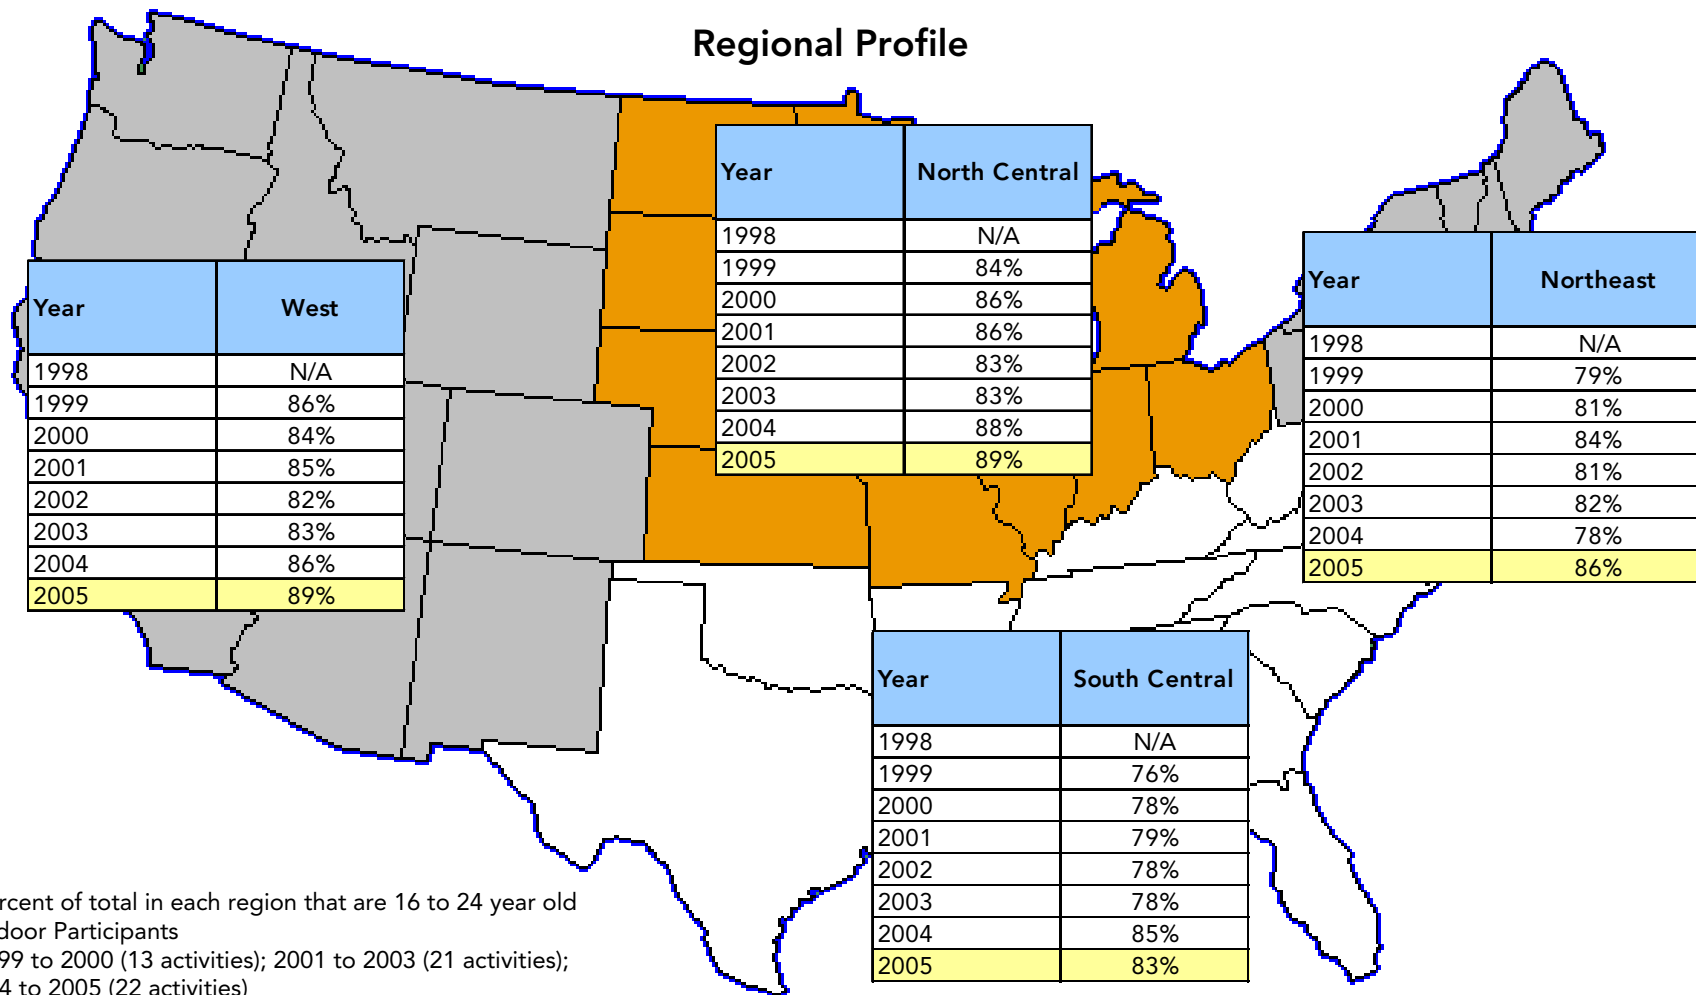 Regional Profile
Year North Central
1998 N/A
1999 84%
2000 86%
2001 86%
2002 83%
2003 83%
2004 88%
2005 89%
Year Northeast
1998 N/A
1999 79%
2000 81%
2001 84%
2002 81%
2003 82%
2004 78%
2005 86%
Year West
1998 N/A
1999 86%
2000 84%
2001 85%
2002 82%
2003 83%
2004 86%
2005 89%
Year South Central
1998 N/A
1999 76%
2000 78%
2001 79%
2002 78%
2003 78%
2004 85%
2005 83%
rcent of total in each region that are 16 to 24 year old
door Participants
99 to 2000 (13 activities); 2001 to 2003 (21 activities);
4 to 2005 (22 activities)